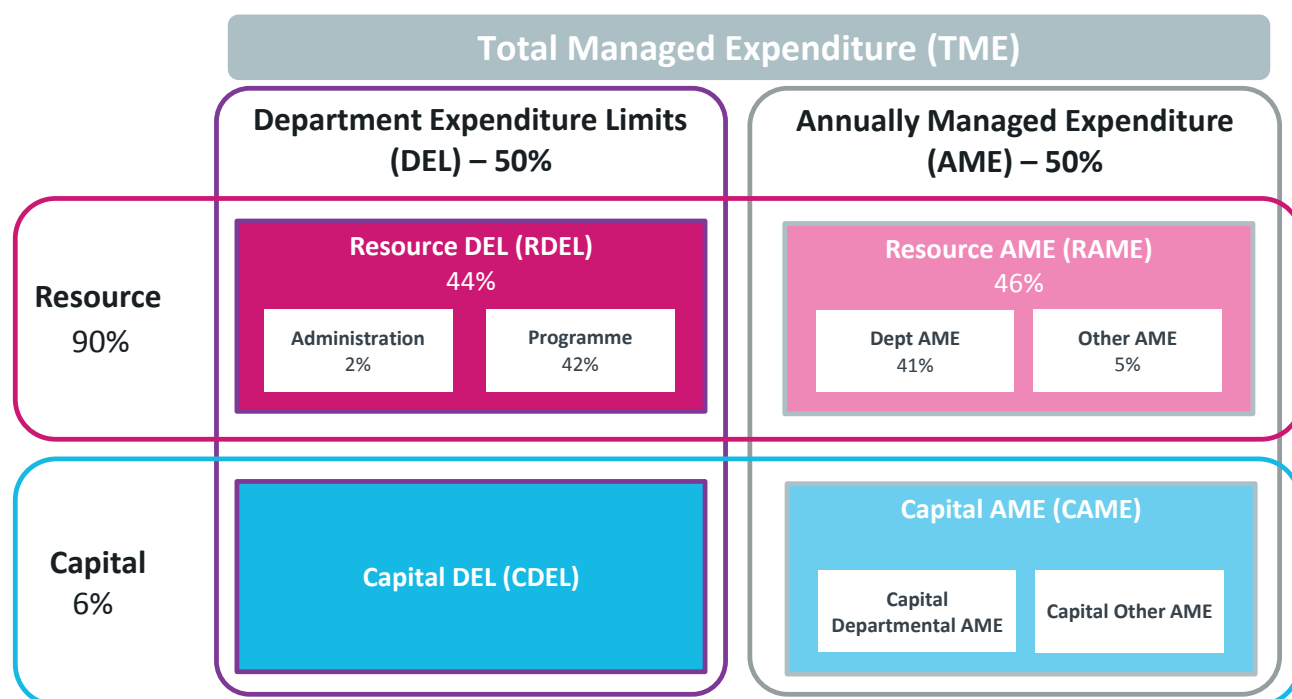 Total Managed Expenditure (TME)
Department Expenditure Limits
(DEL) – 50%
Annually Managed Expenditure
(AME) – 50%
Resource
90%
Resource DEL (RDEL)
44%
Administration
2%
Programme
42%
Resource AME (RAME)
46%
Dept AME
41%
Other AME
5%
Capital
6%
Capital DEL (CDEL)
Capital AME (CAME)
Capital
Departmental AME
Capital Other AME